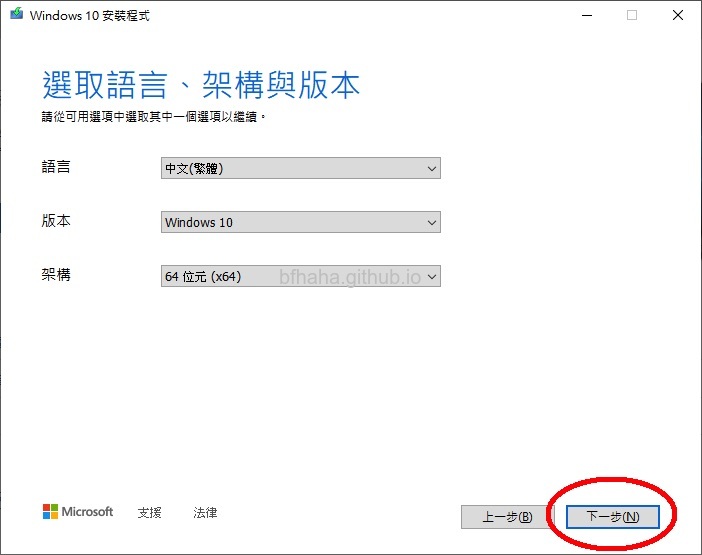 Windows 10 安裝程式
選取語言、架構與版本
請從可用選項中選取其中一個選項以繼續。
語言 中文(繁體)
版本 Windows 10
架構 64 位元 (x64)
bfhaha.github.io
Microsoft 支援 法律 上一步(B) 下一步(N)